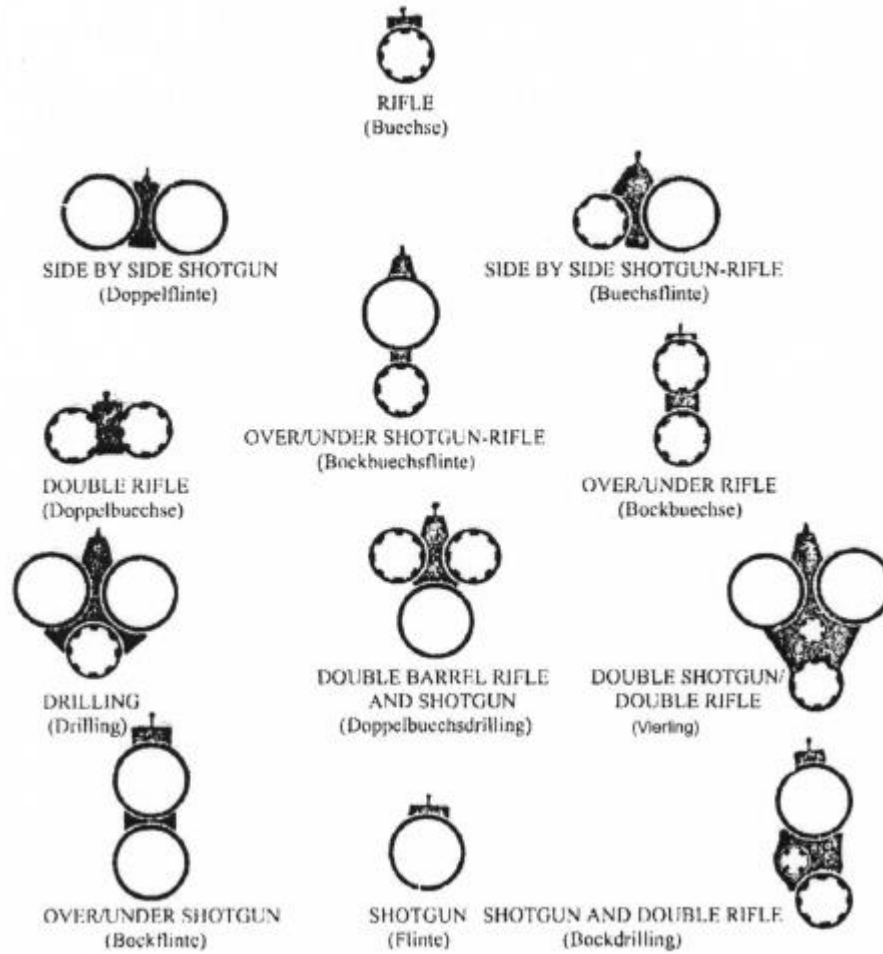 RIFLE
(Buechse)
SIDE BY SIDE SHOTGUN
(Doppelflinte)
SIDE BY SIDE SHOTGUN-RIFLE
(Buechsflinte)
OVER/UNDER SHOTGUN-RIFLE
(Bockbuechsflinte)
DOUBLE RIFLE
(Doppelbuechse)
OVER/UNDER RIFLE
(Bockbuechse)
DRILLING
(Drilling)
DOUBLE BARREL RIFLE
AND SHOTGUN
(Doppelbuechsdrilling)
DOUBLE SHOTGUN/
DOUBLE RIFLE
(Vierling)
OVER/UNDER SHOTGUN
(Bockflinte)
SHOTGUN
(Flinte)
SHOTGUN AND DOUBLE RIFLE
(Bockdrilling)